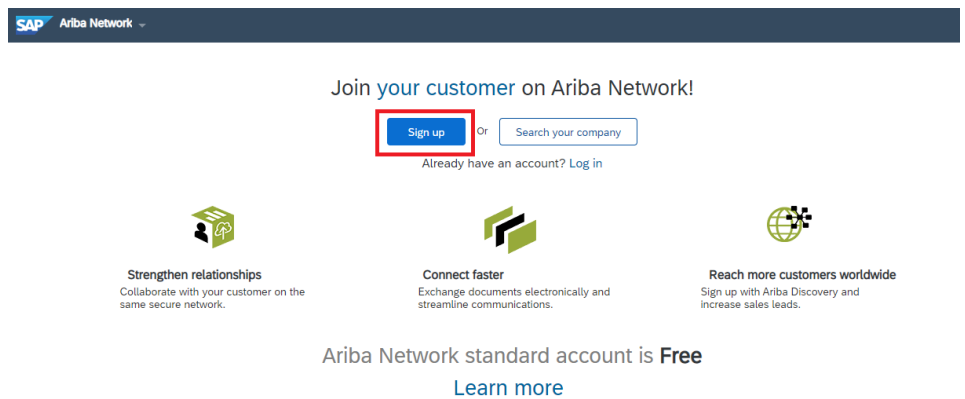 SAP Ariba Network
Join your customer on Ariba Network!
Sign up Or Search your company
Already have an account? Log in
Strengthen relationships
Collaborate with your customer on the
same secure network.
Connect faster
Exchange documents electronically and
streamline communications.
Reach more customers worldwide
Sign up with Ariba Discovery and
increase sales leads.
Ariba Network standard account is Free
Learn more